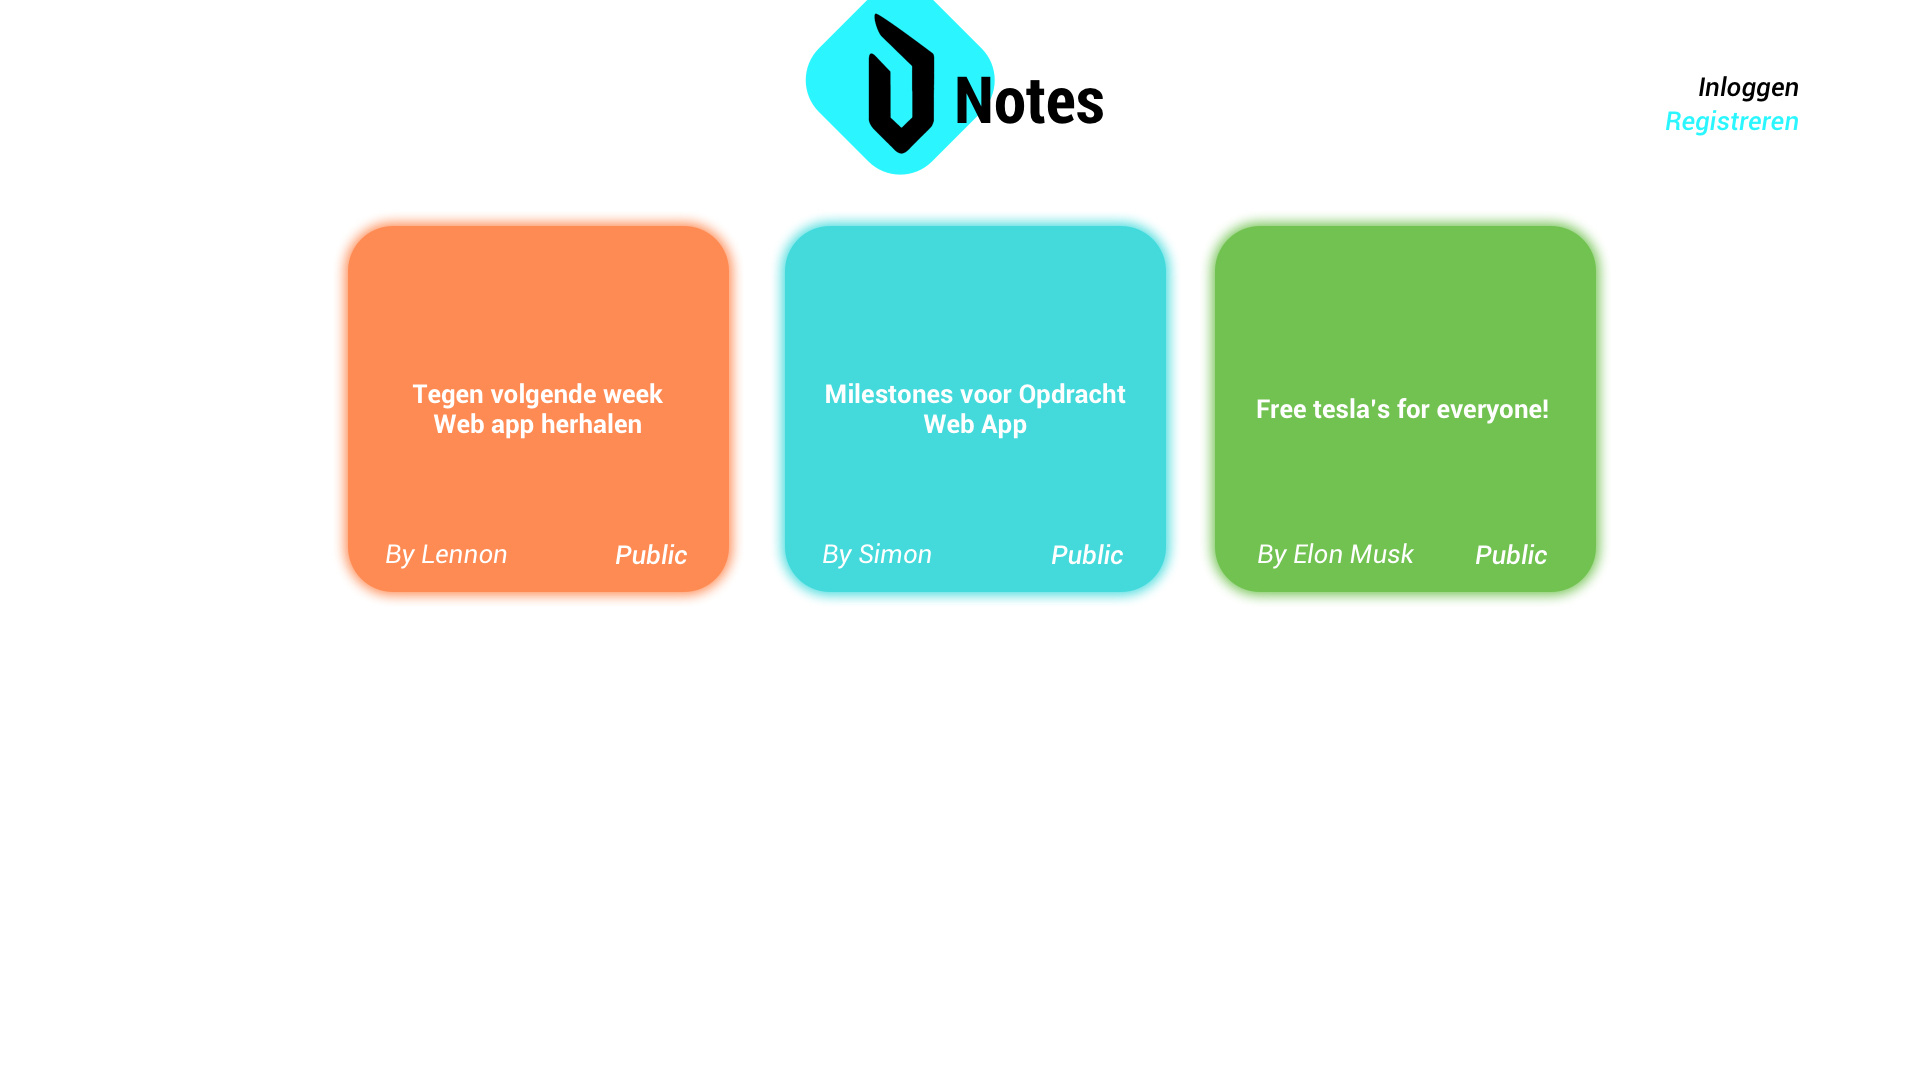 Notes
Inloggen
Registreren
Tegen volgende week
Web app herhalen
By Lennon
Public
Milestones voor Opdracht
Web App
By Simon
Public
Free tesla's for everyone!
By Elon Musk
Public